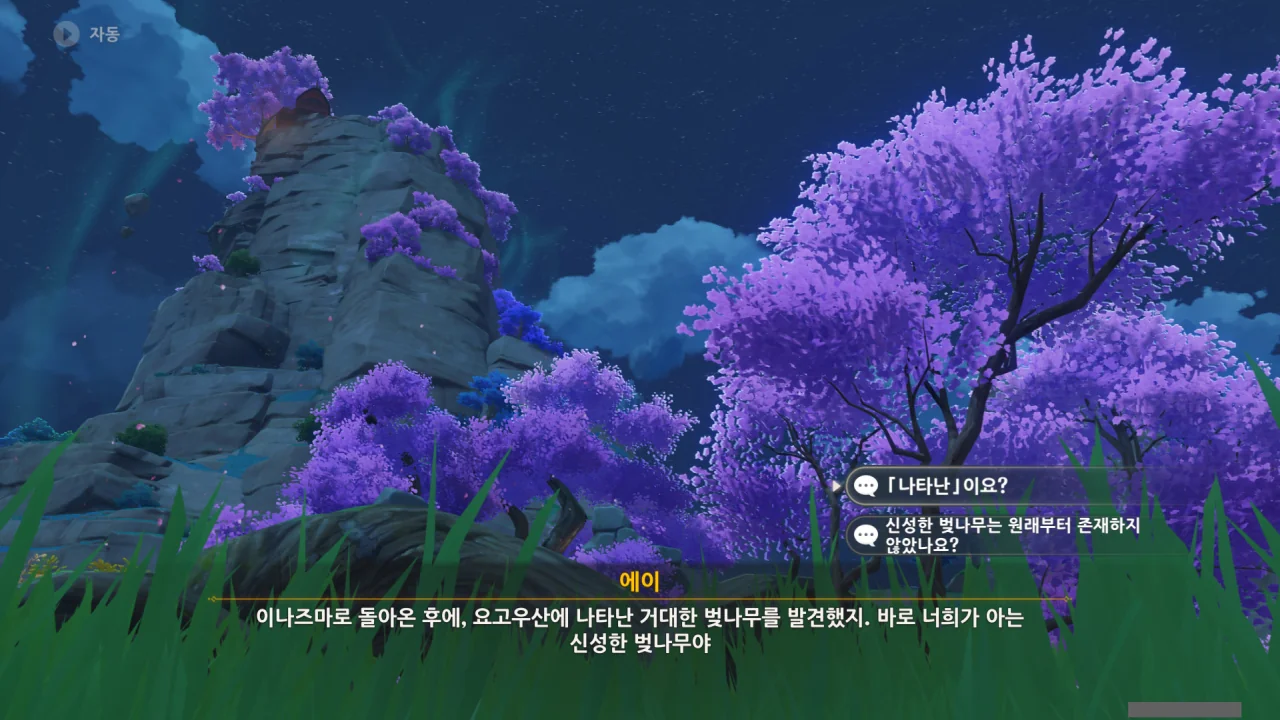 자동
「나타난」이요?
신성한 벚나무는 원래부터 존재하지
않았나요?
에이
이나즈마로 돌아온 후에, 요고우산에 나타난 거대한 벚나무를 발견했지. 바로 너희가 아는
신성한 벚나무야